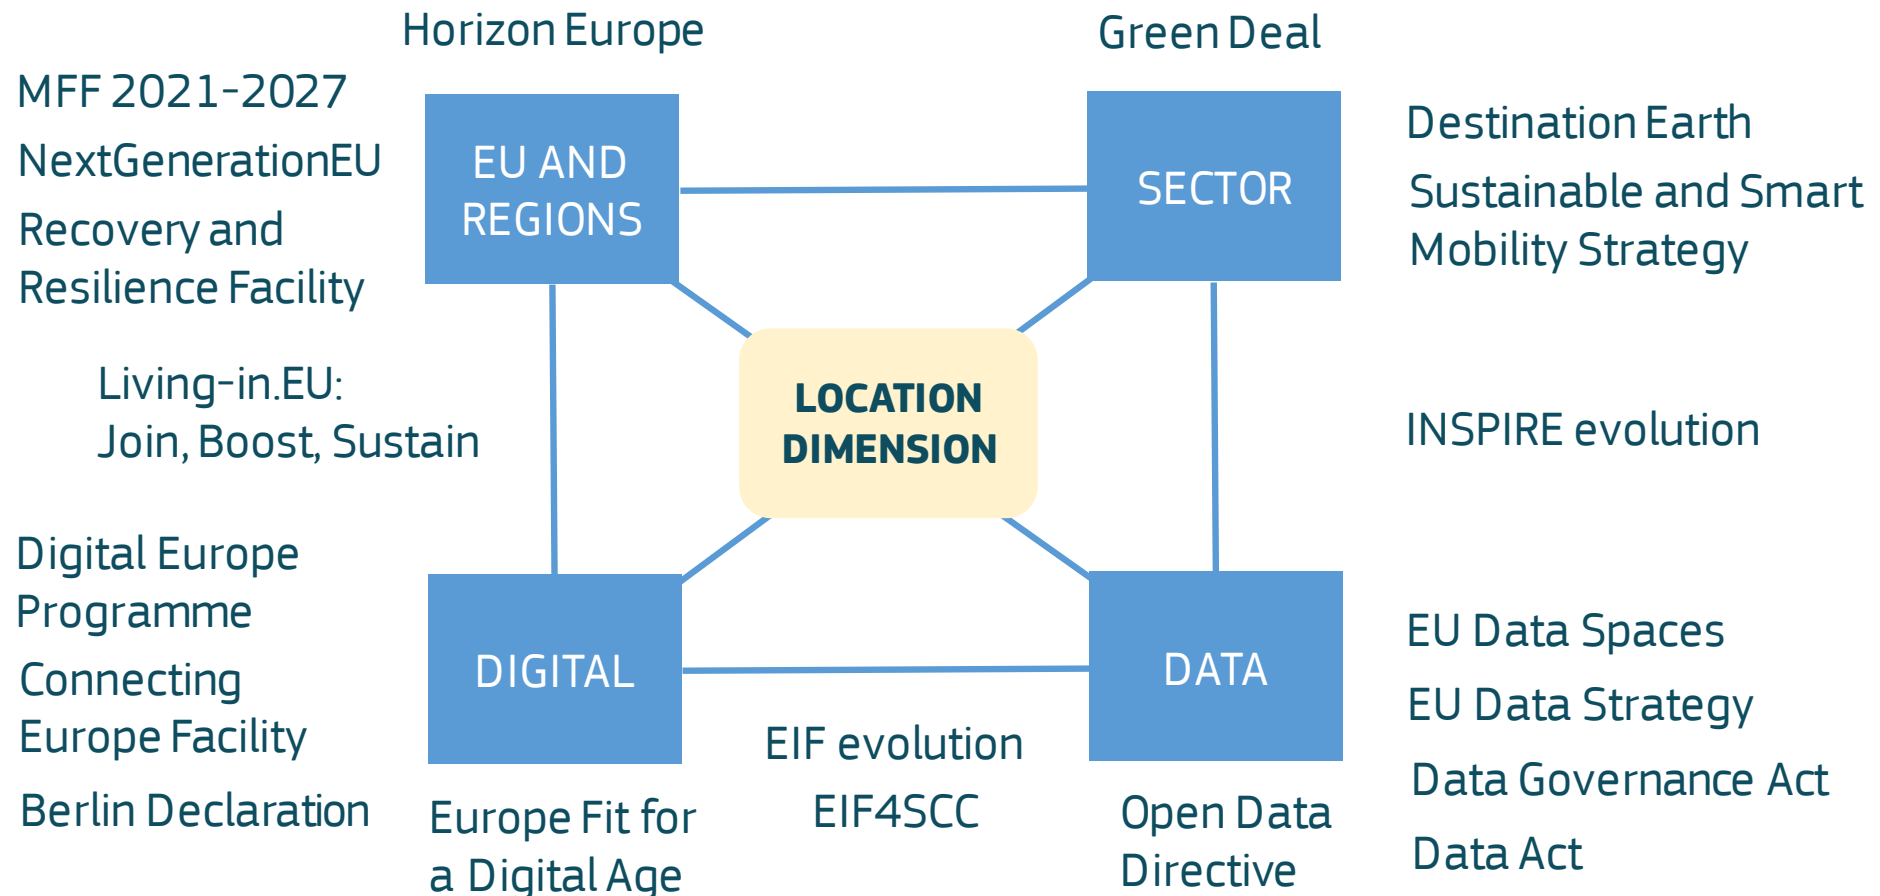 Horizon Europe
Green Deal
MFF 2021-2027
NextGenerationEU
Recovery and
Resilience Facility
EU AND
REGIONS
SECTOR
Destination Earth
Sustainable and Smart
Mobility Strategy
Living-in.EU:
Join, Boost, Sustain
LOCATION
DIMENSION
INSPIRE evolution
Digital Europe
Programme
Connecting
Europe Facility
Berlin Declaration
DIGITAL
DATA
Europe Fit for
a Digital Age
EIF evolution
EIF4SCC
Open Data
Directive
EU Data Spaces
EU Data Strategy
Data Governance Act
Data Act